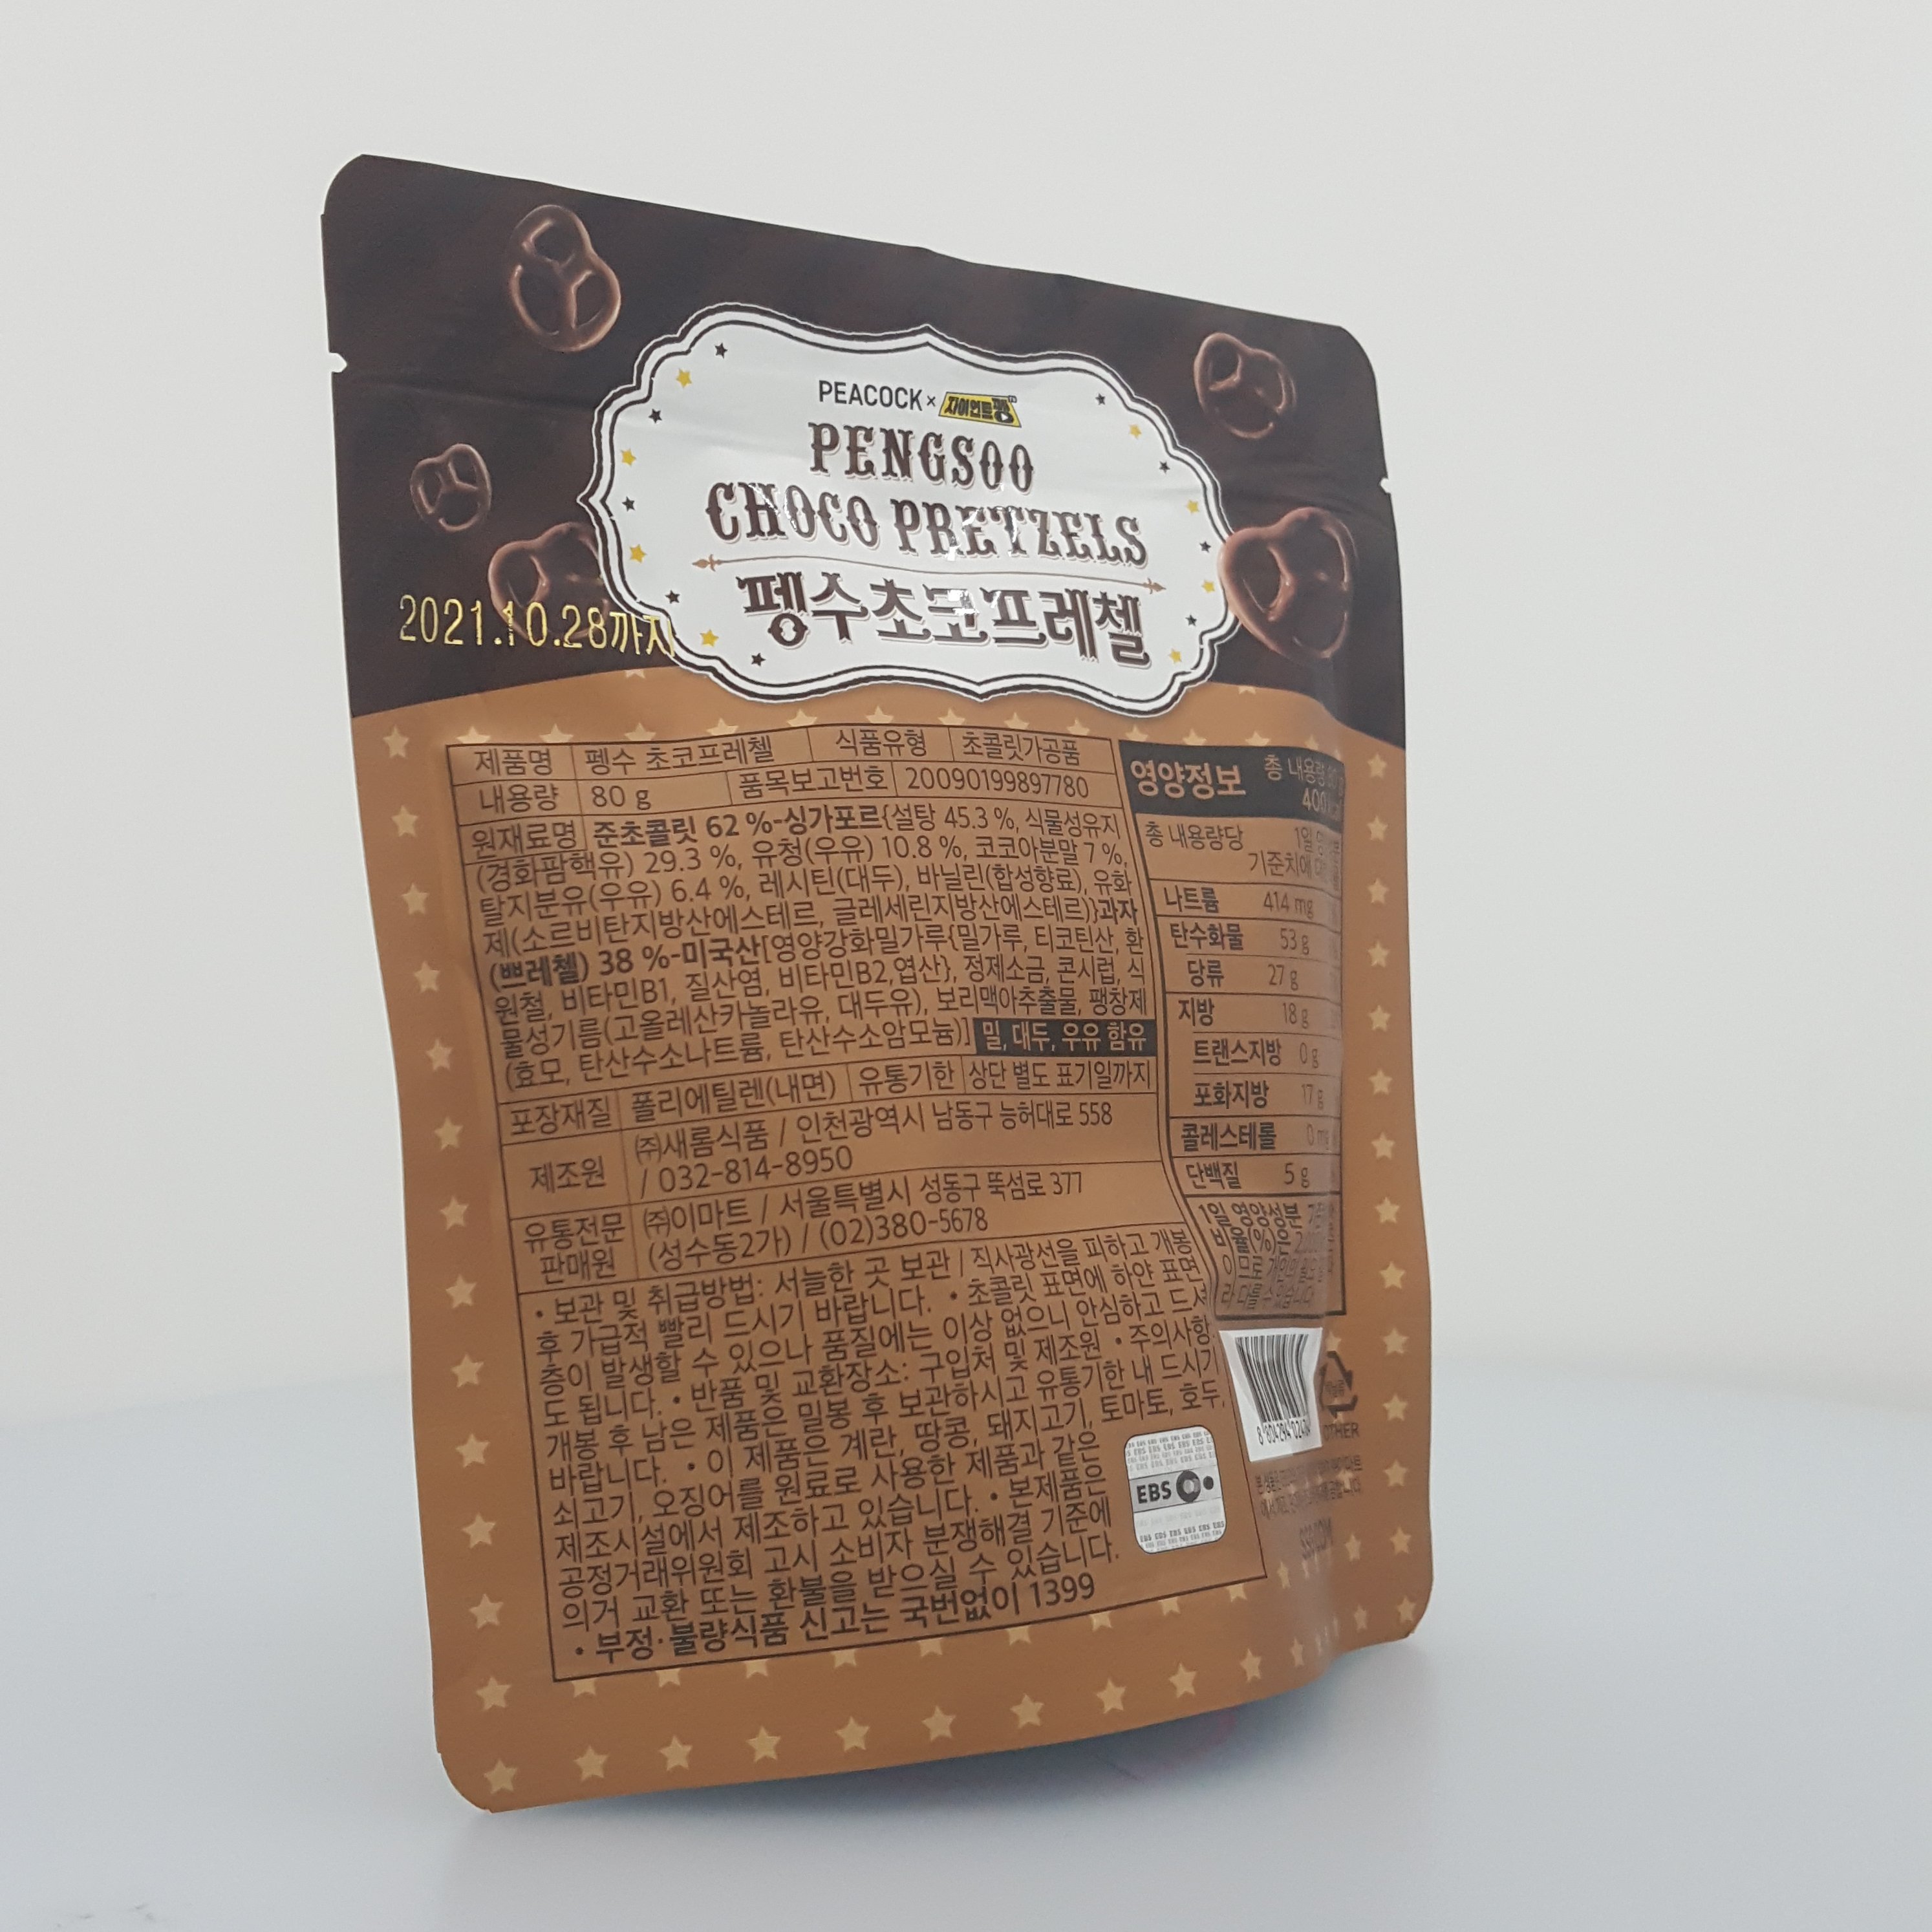 PEACOCK × 자이언트펭
PENGSOO
CHOCO PRETZELS
펭수초코프레첼
2021.10.28까지
제품명 펭수 초코프레첼 식품유형 초콜릿가공품
내용량 80 g 품목보고번호 20090199897780
원재료명 준초콜릿 62 %-싱가포르{설탕 45.3 %, 식물성유지
(경화팜핵유) 29.3 %, 유청(우유) 10.8 %, 코코아분말 7 %,
탈지분유(우유) 6.4 %, 레시틴(대두), 바닐린(합성향료), 유화
제(소르비탄지방산에스테르, 글레세린지방산에스테르)}과자
(쁘레첼) 38 %-미국산[영양강화밀가루{밀가루, 티코틴산, 환
원철, 비타민B1, 질산염, 비타민B2,엽산}, 정제소금, 콘시럽, 식
물성기름(고올레산카놀라유, 대두유), 보리맥아추출물, 팽창제
(효모, 탄산수소나트륨, 탄산수소암모늄)] 밀, 대두, 우유 함유
포장재질 폴리에틸렌(내면) 유통기한 상단 별도 표기일까지
제조원 ㈜새롬식품 / 인천광역시 남동구 능허대로 558
/ 032-814-8950
유통전문판매원 ㈜이마트 / 서울특별시 성동구 뚝섬로 377
(성수동2가) / (02)380-5678
• 보관 및 취급방법: 서늘한 곳 보관 / 직사광선을 피하고 개봉
후 가급적 빨리 드시기 바랍니다. • 초콜릿 표면에 하얀 표면
층이 발생할 수 있으나 품질에는 이상 없으니 안심하고 드셔
도 됩니다. • 반품 및 교환장소: 구입처 및 제조원 • 주의사항:
개봉 후 남은 제품은 밀봉 후 보관하시고 유통기한 내 드시기
바랍니다. • 이 제품은 계란, 땅콩, 돼지고기, 토마토, 호두,
쇠고기, 오징어를 원료로 사용한 제품과 같은
제조시설에서 제조하고 있습니다. • 본제품은
공정거래위원회 고시 소비자 분쟁해결 기준에
의거 교환 또는 환불을 받으실 수 있습니다.
• 부정·불량식품 신고는 국번없이 1399
EBS
영양정보 총 내용량
400
총 내용량당 1일
기준치에
나트륨 414 mg
탄수화물 53 g
당류 27 g
지방 18 g
트랜스지방 0 g
포화지방 17 g
콜레스테롤 0 mg
단백질 5 g
1일 영양성분
비율(%)은
이므로 개인의
라 다를 수 있습니다
OTHER
SSG.COM